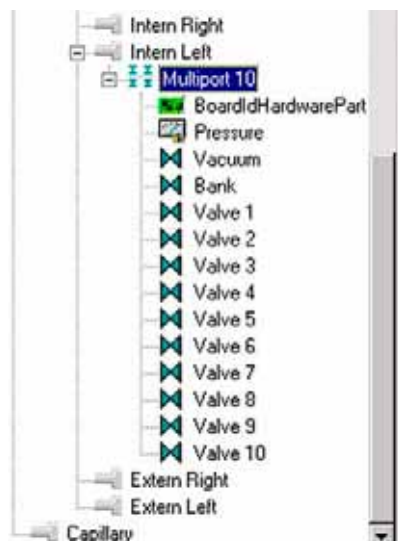 Intern Right
Intern Left
Multiport 10
BoardIdHardwarePart
Pressure
Vacuum
Bank
Valve 1
Valve 2
Valve 3
Valve 4
Valve 5
Valve 6
Valve 7
Valve 8
Valve 9
Valve 10
Extern Right
Extern Left
Capillary